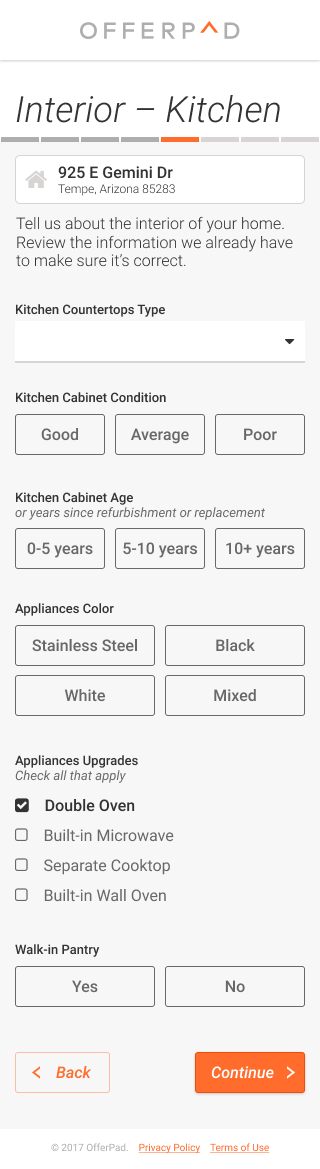 OFFERPAD
Interior – Kitchen
925 E Gemini Dr
Tempe, Arizona 85283
Tell us about the interior of your home.
Review the information we already have
to make sure it's correct.
Kitchen Countertops Type
Kitchen Cabinet Condition
Good Average Poor
Kitchen Cabinet Age
or years since refurbishment or replacement
0-5 years 5-10 years 10+ years
Appliances Color
Stainless Steel Black
White Mixed
Appliances Upgrades
Check all that apply
Double Oven
Built-in Microwave
Separate Cooktop
Built-in Wall Oven
Walk-in Pantry
Yes No
Back Continue
© 2017 OfferPad. Privacy Policy Terms of Use